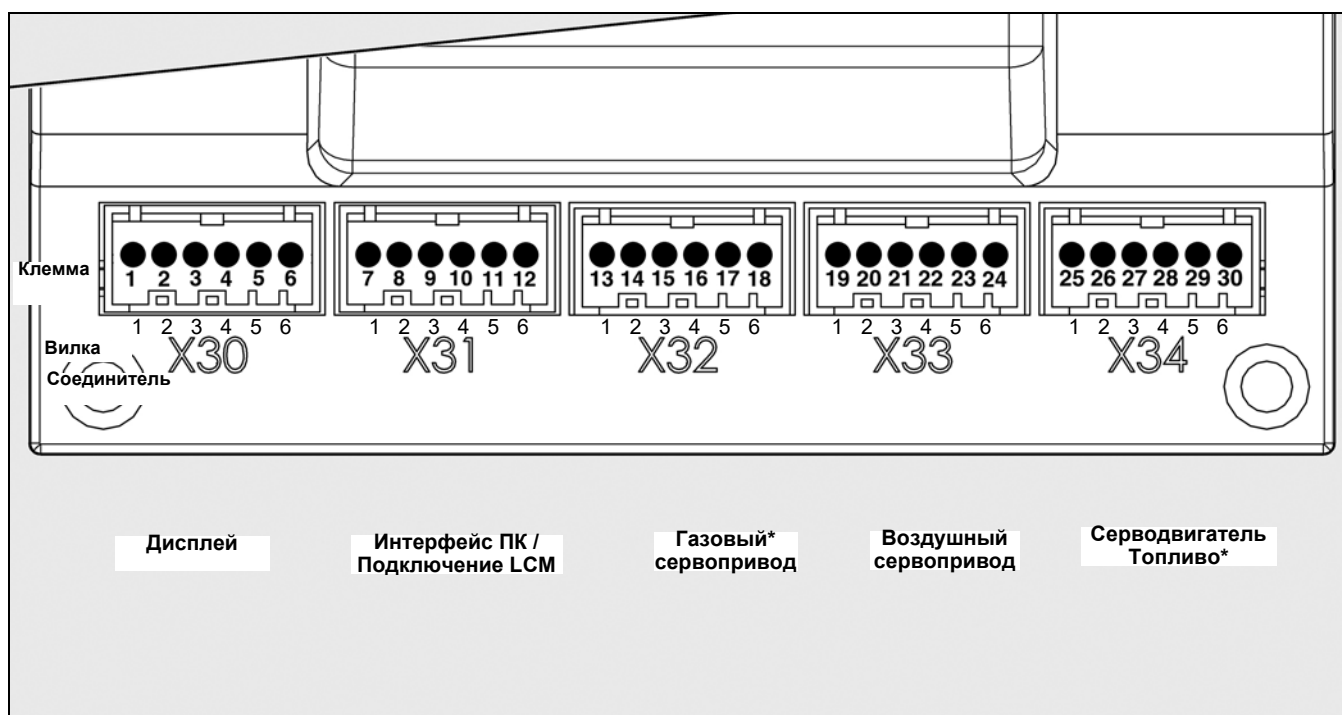 Клемма
1 2 3 4 5 6
7 8 9 10 11 12
13 14 15 16 17 18
19 20 21 22 23 24
25 26 27 28 29 30
1 2 3 4 5 6
1 2 3 4 5 6
1 2 3 4 5 6
1 2 3 4 5 6
1 2 3 4 5 6
Вилка
Соединитель
X30
X31
X32
X33
X34
Дисплей
Интерфейс ПК /
Подключение LCM
Газовый*
сервопривод
Воздушный
сервопривод
Серводвигатель
Топливо*